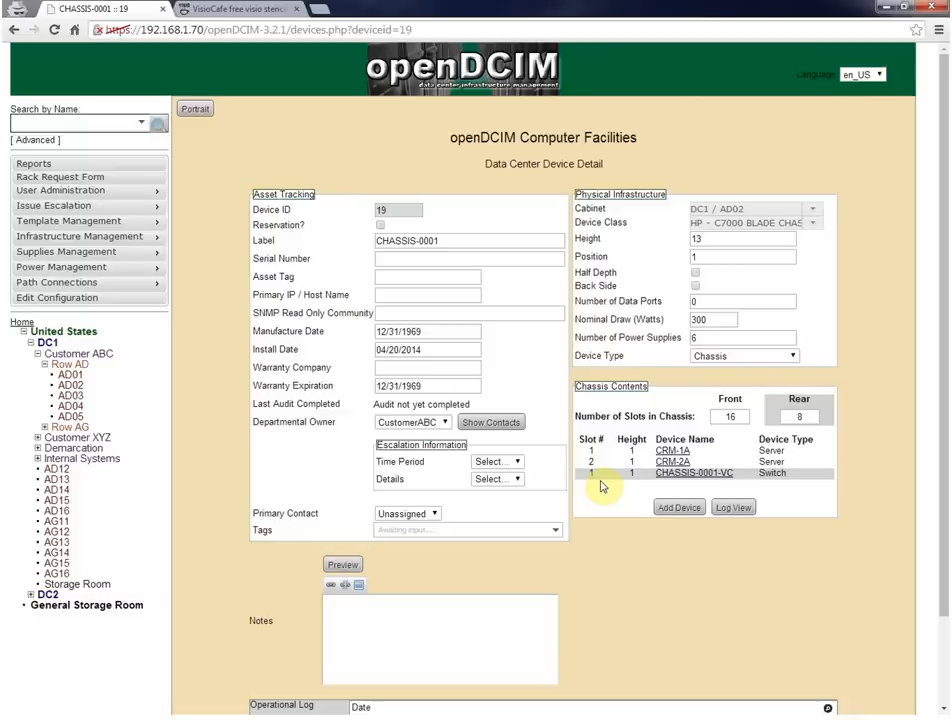 CHASSIS-0001 :: 19
VisioCafe free visio stenc
https://192.168.1.70/openDCIM-3.2.1/devices.php?deviceid=19
openDCIM
data center infrastructure management
Language
en_US
Search by Name:
[ Advanced ]
Reports
Rack Request Form
User Administration
Issue Escalation
Template Management
Infrastructure Management
Supplies Management
Power Management
Path Connections
Edit Configuration
Home
United States
DC1
Customer ABC
Row AD
AD01
AD02
AD03
AD04
AD05
Row AG
Customer XYZ
Demarcation
Internal Systems
AD12
AD13
AD14
AD15
AD16
AG11
AG12
AG13
AG14
AG15
AG16
Storage Room
DC2
General Storage Room
Portrait
openDCIM Computer Facilities
Data Center Device Detail
Asset Tracking
Device ID 19
Reservation?
Label CHASSIS-0001
Serial Number
Asset Tag
Primary IP / Host Name
SNMP Read Only Community
Manufacture Date 12/31/1969
Install Date 04/20/2014
Warranty Company
Warranty Expiration 12/31/1969
Last Audit Completed Audit not yet completed
Departmental Owner CustomerABC Show Contacts
Escalation Information
Time Period Select...
Details Select...
Primary Contact Unassigned
Tags Awaiting input....
Physical Infrastructure
Cabinet DC1 / AD02
Device Class HP - C7000 BLADE CHAS
Height 13
Position 1
Half Depth
Back Side
Number of Data Ports 0
Nominal Draw (Watts) 300
Number of Power Supplies 6
Device Type Chassis
Chassis Contents
Front Rear
Number of Slots in Chassis: 16 8
Slot # Height Device Name Device Type
1 1 CRM-1A Server
2 1 CRM-2A Server
1 1 CHASSIS-0001-VC Switch
Add Device Log View
Preview
Notes
Operational Log Date